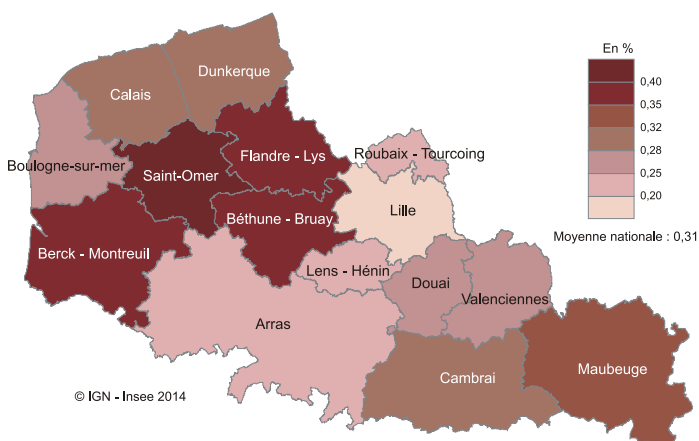 En %
0,40
0,35
0,32
0,28
0,25
0,20
Moyenne nationale : 0,31
Dunkerque
Calais
Flandre - Lys
Roubaix - Tourcoing
Boulogne-sur-mer
Saint-Omer
Béthune - Bruay
Lille
Berck - Montreuil
Lens - Hénin
Douai
Valenciennes
Arras
Maubeuge
Cambrai
© IGN - Insee 2014